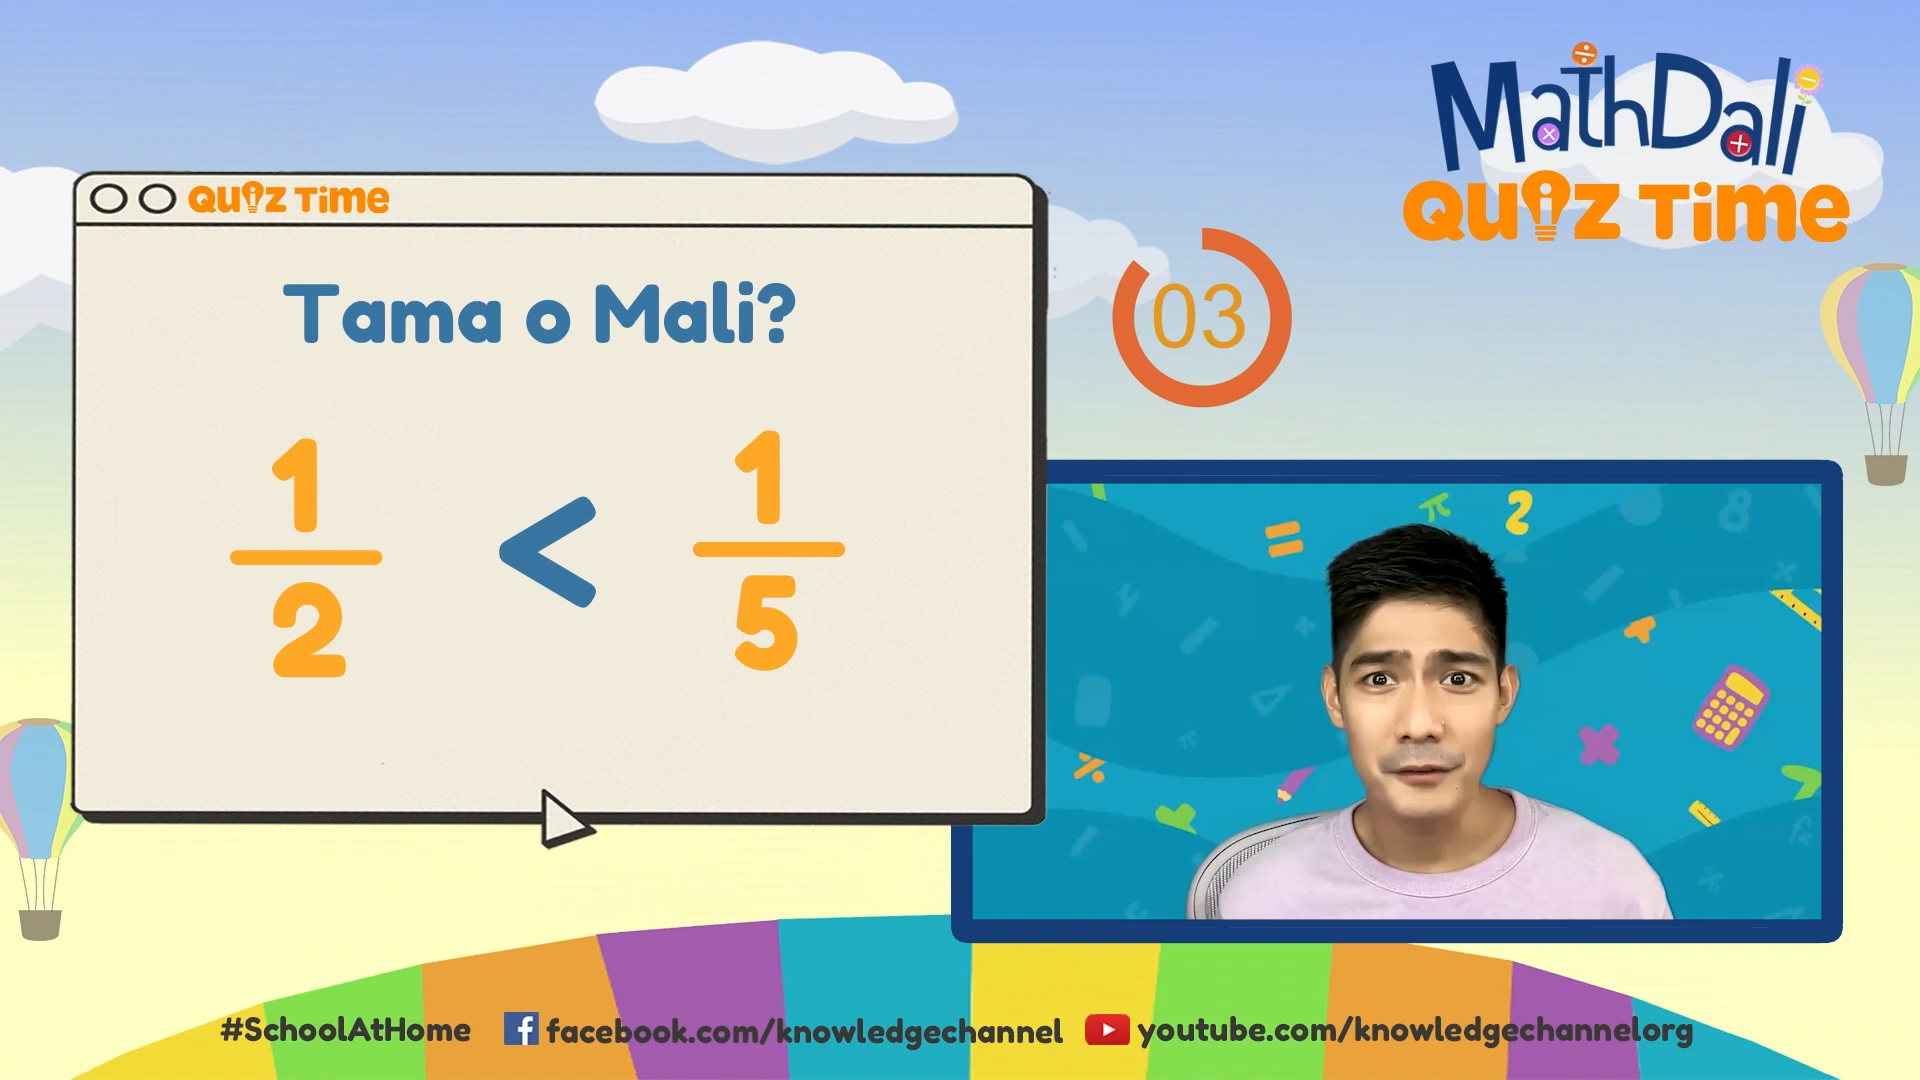 MathDali
QUiZ TiME
QUiZ TiME
03
Tama o Mali?
1
2
<
1
5
#SchoolAtHome
facebook.com/knowledgechannel
youtube.com/knowledgechannelorg